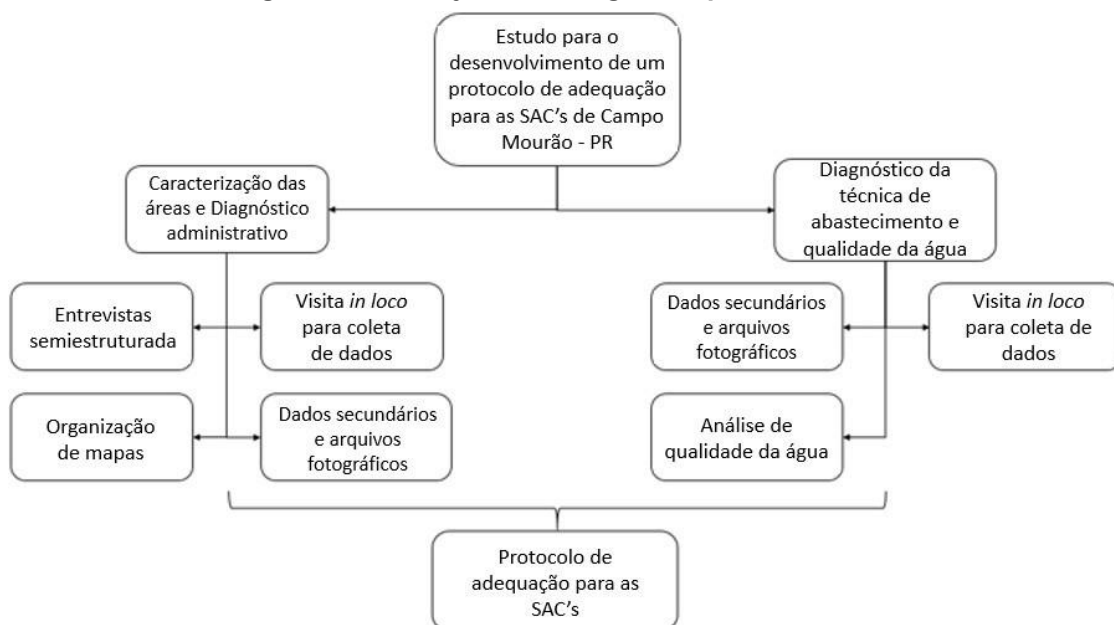 Estudo para o
desenvolvimento de um
protocolo de adequação
para as SAC's de Campo
Mourão - PR
Caracterização das
áreas e Diagnóstico
administrativo
Diagnóstico da
técnica de
abastecimento e
qualidade da água
Entrevistas
semiestruturada
Visita in loco
para coleta
de dados
Dados secundários
e arquivos
fotográficos
Visita in loco
para coleta de
dados
Organização
de mapas
Dados secundários
e arquivos
fotográficos
Análise de
qualidade da água
Protocolo de
adequação para as
SAC's